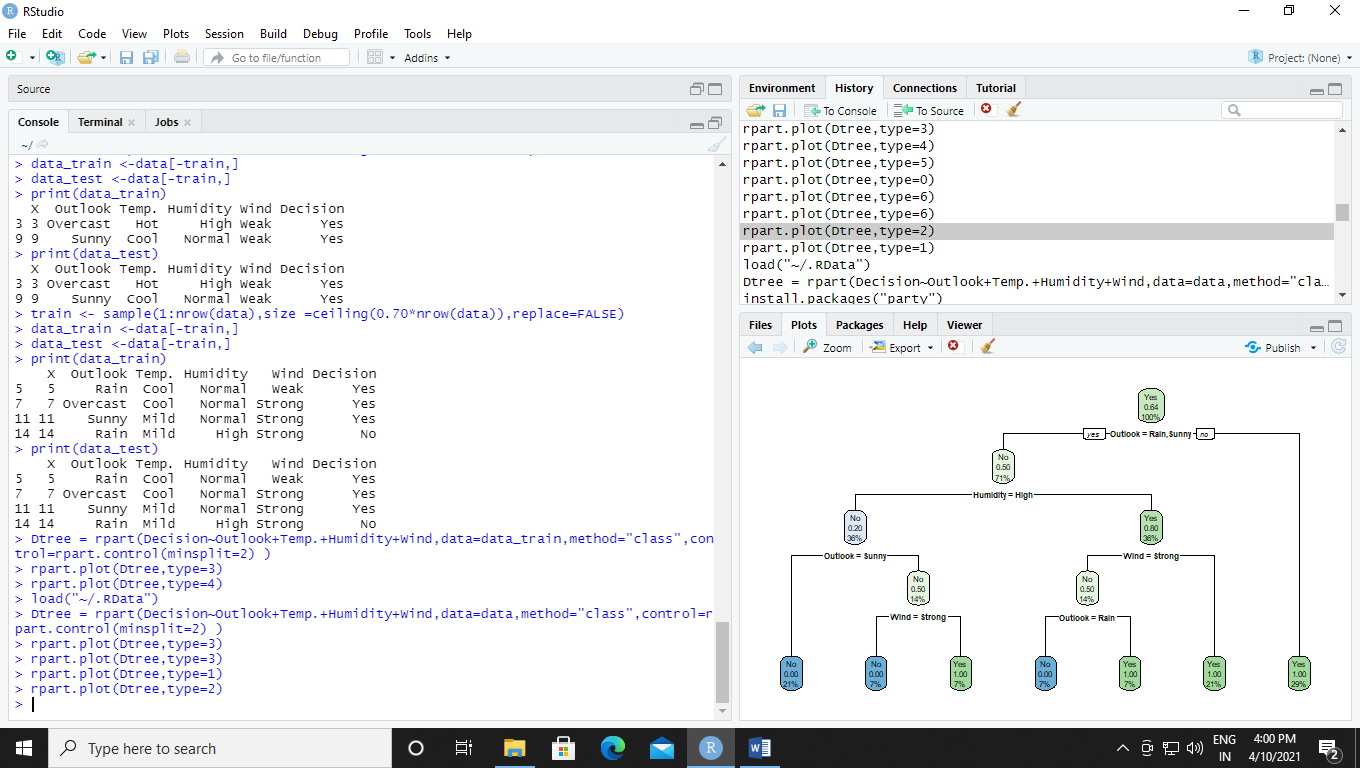 RStudio
File Edit Code View Plots Session Build Debug Profile Tools Help
Go to file/function Addins Project: (None)
Source
Console Terminal Jobs
~/
> data_train <-data[-train,]
> data_test <-data[-train,]
> print(data_train)
  X  Outlook Temp. Humidity Wind Decision
3 3 Overcast   Hot     High Weak      Yes
9 9    Sunny  Cool   Normal Weak      Yes
> print(data_test)
  X  Outlook Temp. Humidity Wind Decision
3 3 Overcast   Hot     High Weak      Yes
9 9    Sunny  Cool   Normal Weak      Yes
> train <- sample(1:nrow(data),size =ceiling(0.70*nrow(data)),replace=FALSE)
> data_train <-data[-train,]
> data_test <-data[-train,]
> print(data_train)
    X  Outlook Temp. Humidity   Wind Decision
5   5     Rain  Cool   Normal   Weak      Yes
7   7 Overcast  Cool   Normal Strong      Yes
11 11    Sunny  Mild   Normal Strong      Yes
14 14     Rain  Mild     High Strong       No
> print(data_test)
    X  Outlook Temp. Humidity   Wind Decision
5   5     Rain  Cool   Normal   Weak      Yes
7   7 Overcast  Cool   Normal Strong      Yes
11 11    Sunny  Mild   Normal Strong      Yes
14 14     Rain  Mild     High Strong       No
> Dtree = rpart(Decision~Outlook+Temp.+Humidity+Wind,data=data_train,method="class",con
trol=rpart.control(minsplit=2) )
> rpart.plot(Dtree,type=3)
> rpart.plot(Dtree,type=4)
> load("~/.RData")
> Dtree = rpart(Decision~Outlook+Temp.+Humidity+Wind,data=data,method="class",control=r
part.control(minsplit=2) )
> rpart.plot(Dtree,type=3)
> rpart.plot(Dtree,type=3)
> rpart.plot(Dtree,type=1)
> rpart.plot(Dtree,type=2)
>
Environment History Connections Tutorial
To Console To Source
rpart.plot(Dtree,type=3)
rpart.plot(Dtree,type=4)
rpart.plot(Dtree,type=5)
rpart.plot(Dtree,type=0)
rpart.plot(Dtree,type=6)
rpart.plot(Dtree,type=6)
rpart.plot(Dtree,type=2)
rpart.plot(Dtree,type=1)
load("~/.RData")
Dtree = rpart(Decision~Outlook+Temp.+Humidity+Wind,data=data,method="cla…
install.packages("party")
Files Plots Packages Help Viewer
Zoom Export Publish
Yes
0.64
100%
yes Outlook = Rain,Sunny no
No
0.50
71%
Humidity = High
No Yes
0.20 0.80
36% 36%
Outlook = Sunny Wind = Strong
No No
0.50 0.50
14% 14%
Wind = Strong Outlook = Rain
No No Yes No Yes Yes Yes
0.00 0.00 1.00 0.00 1.00 1.00 1.00
21% 7% 7% 7% 7% 21% 29%
Type here to search
ENG
IN
4:00 PM
4/10/2021
2